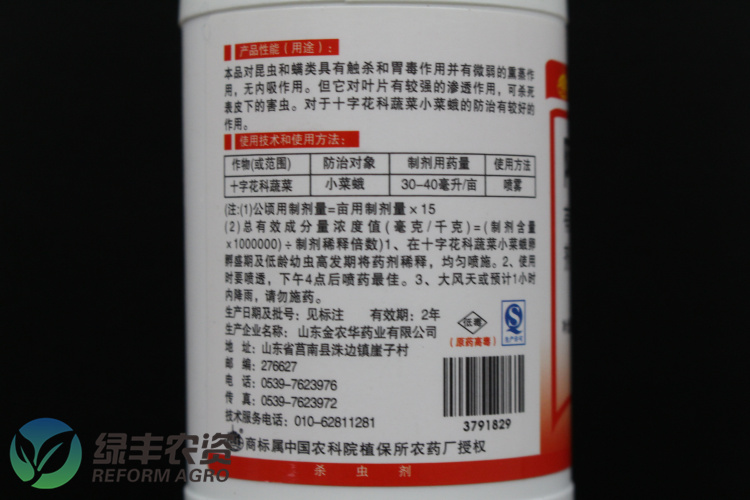 产品性能（用途）：
本品对昆虫和螨类具有触杀和胃毒作用并有微弱的熏蒸作
用，无内吸作用。但它对叶片有较强的渗透作用，可杀死
表皮下的害虫。对于十字花科蔬菜小菜蛾的防治有较好的
作用。
使用技术和使用方法：
作物(或范围) 防治对象 制剂用药量 使用方法
十字花科蔬菜 小菜蛾 30-40毫升/亩 喷雾
(注:(1)公顷用制剂量=亩用制剂量×15
(2)总有效成分量浓度值(毫克/千克)=(制剂含量
×1000000)÷制剂稀释倍数)1、在十字花科蔬菜小菜蛾卵
孵盛期及低龄幼虫高发期将药剂稀释，均匀喷施。2、使用
时要喷透，下午4点后喷药最佳。3、大风天或预计1小时
内降雨，请勿施药。
生产日期及批号：见标注 有效期：2年
生产企业名称：山东金农华药业有限公司
地 址：山东省莒南县洙边镇崖子村
邮 编：276627
电 话：0539-7623976
传 真：0539-7623972
技术服务电话：010-62811281
低毒
(原药高毒)
QS
生产许可
3791829
商标属中国农科院植保所农药厂授权
杀虫剂
绿丰农资
REFORM AGRO